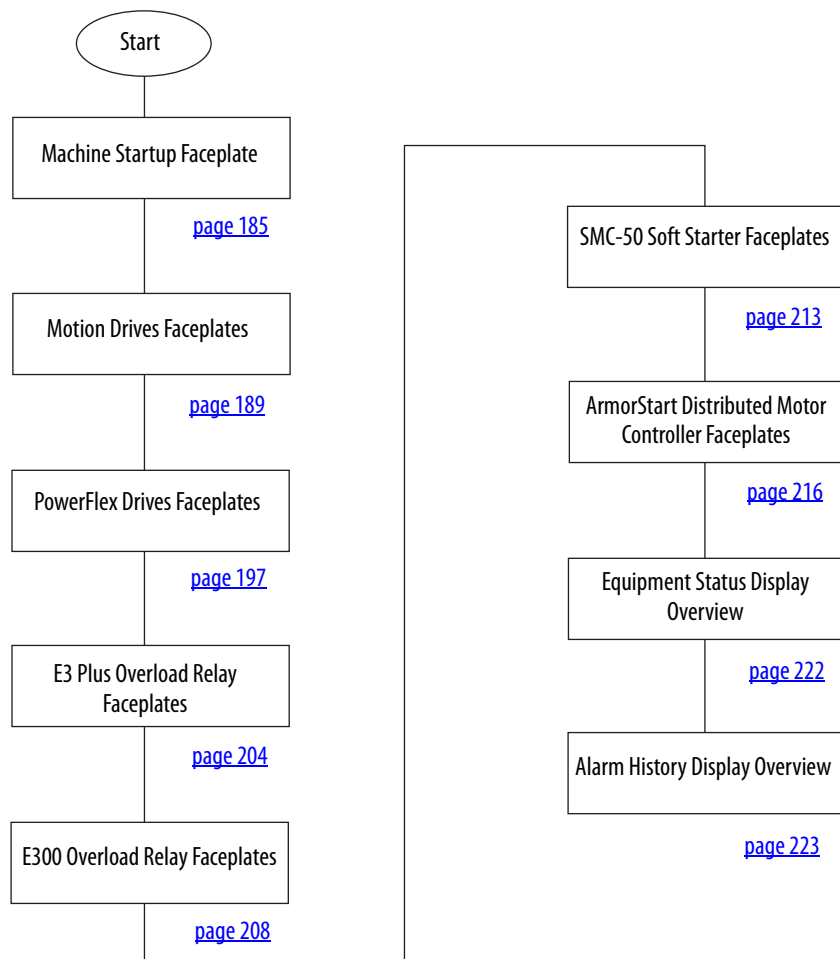 Start
Machine Startup Faceplate
page 185
Motion Drives Faceplates
page 189
PowerFlex Drives Faceplates
page 197
E3 Plus Overload Relay
Faceplates
page 204
E300 Overload Relay Faceplates
page 208
SMC-50 Soft Starter Faceplates
page 213
ArmorStart Distributed Motor
Controller Faceplates
page 216
Equipment Status Display
Overview
page 222
Alarm History Display Overview
page 223